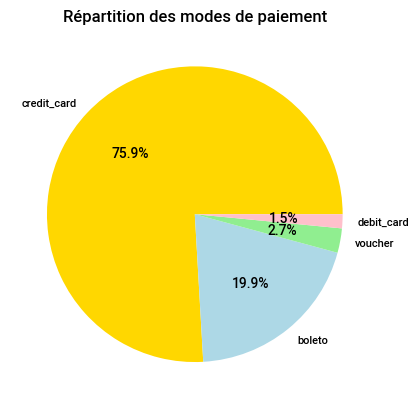 Répartition des modes de paiement
credit_card
75.9%
1.5%
debit_card
2.7%
voucher
19.9%
boleto